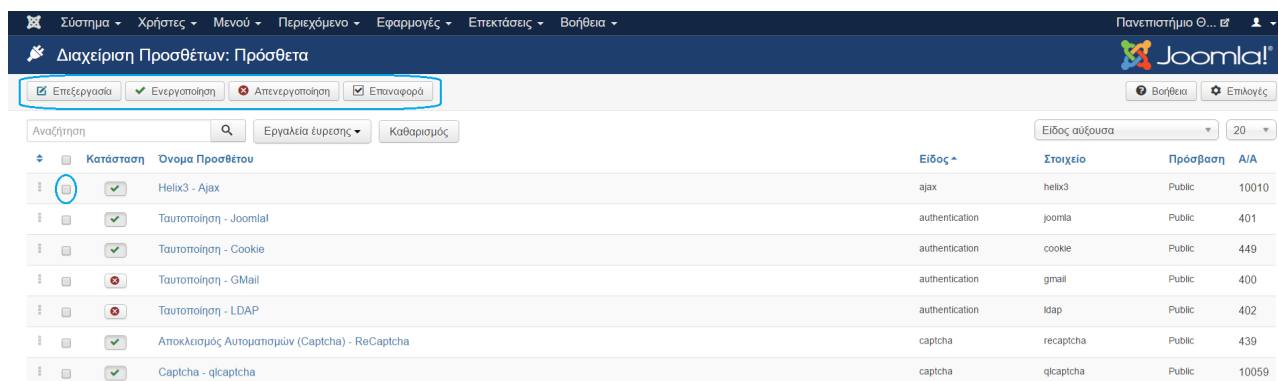 Σύστημα Χρήστες Μενού Περιεχόμενο Εφαρμογές Επεκτάσεις Βοήθεια Πανεπιστήμιο Θ...
Διαχείριση Προσθέτων: Πρόσθετα Joomla!®
Επεξεργασία Ενεργοποίηση Απενεργοποίηση Επαναφορά Βοήθεια Επιλογές
Αναζήτηση Εργαλεία έυρεσης Καθαρισμός Είδος αύξουσα 20
Κατάσταση Όνομα Προσθέτου Είδος Στοιχείο Πρόσβαση Α/Α
Helix3 - Ajax ajax helix3 Public 10010
Ταυτοποίηση - Joomla! authentication joomla Public 401
Ταυτοποίηση - Cookie authentication cookie Public 449
Ταυτοποίηση - GMail authentication gmail Public 400
Ταυτοποίηση - LDAP authentication ldap Public 402
Αποκλεισμός Αυτοματισμών (Captcha) - ReCaptcha captcha recaptcha Public 439
Captcha - qlcaptcha captcha qlcaptcha Public 10059